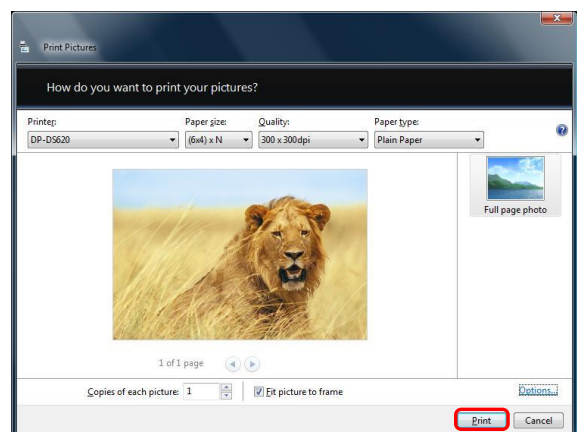 Print Pictures
How do you want to print your pictures?
Printer: Paper size: Quality: Paper type:
DP-DS620 (6x4) x N 300 x 300dpi Plain Paper
Full page photo
1 of 1 page
Copies of each picture: 1 Fit picture to frame Options...
Print Cancel